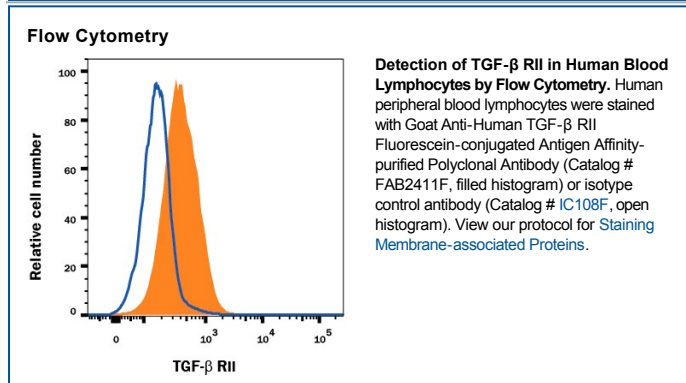 Flow Cytometry
100
80
60
40
20
0
Relative cell number
0
10³
10⁴
10⁵
TGF-β RII
Detection of TGF-β RII in Human Blood
Lymphocytes by Flow Cytometry. Human
peripheral blood lymphocytes were stained
with Goat Anti-Human TGF-β RII
Fluorescein-conjugated Antigen Affinity-
purified Polyclonal Antibody (Catalog #
FAB2411F, filled histogram) or isotype
control antibody (Catalog # IC108F, open
histogram). View our protocol for Staining
Membrane-associated Proteins.